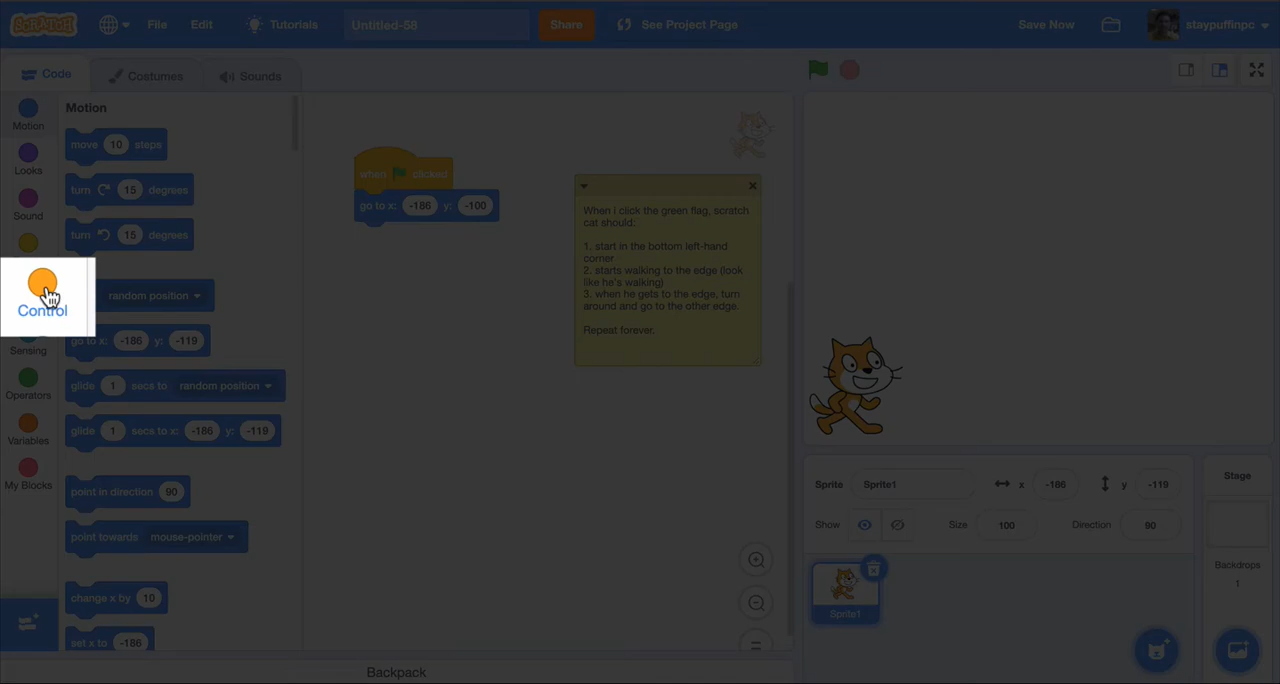 SCRATCH
File
Edit
Tutorials
Untitled-58
Share
See Project Page
Save Now
staypuffinpc
Code
Costumes
Sounds
Motion
Looks
Sound
Control
Sensing
Operators
Variables
My Blocks
Motion
move 10 steps
turn 15 degrees
turn 15 degrees
random position
go to x: -186 y: -119
glide 1 secs to random position
glide 1 secs to x: -186 y: -119
point in direction 90
point towards mouse-pointer
change x by 10
set x to -186
when clicked
go to x: -186 y: -100
When i click the green flag, scratch
cat should:
1. start in the bottom left-hand
corner
2. starts walking to the edge (look
like he's walking)
3. when he gets to the edge, turn
around and go to the other edge.
Repeat forever.
Backpack
Sprite Sprite1 x -186 y -119
Show Size 100 Direction 90
Sprite1
Stage
Backdrops
1